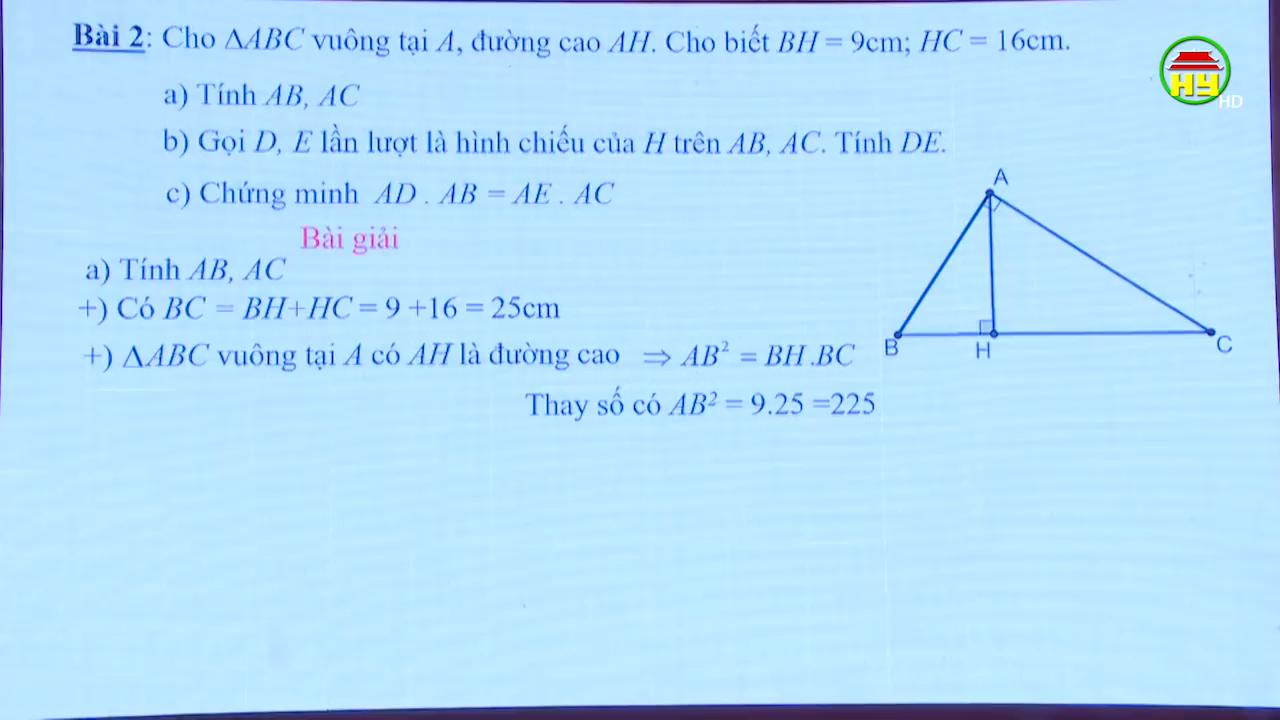 Bài 2: Cho ΔABC vuông tại A, đường cao AH. Cho biết BH = 9cm; HC = 16cm.
HY HD
a) Tính AB, AC
b) Gọi D, E lần lượt là hình chiếu của H trên AB, AC. Tính DE.
c) Chứng minh AD . AB = AE . AC
A
Bài giải
a) Tính AB, AC
+) Có BC = BH+HC = 9 +16 = 25cm
+) ΔABC vuông tại A có AH là đường cao ⇒ AB² = BH.BC
B H C
Thay số có AB² = 9.25 =225